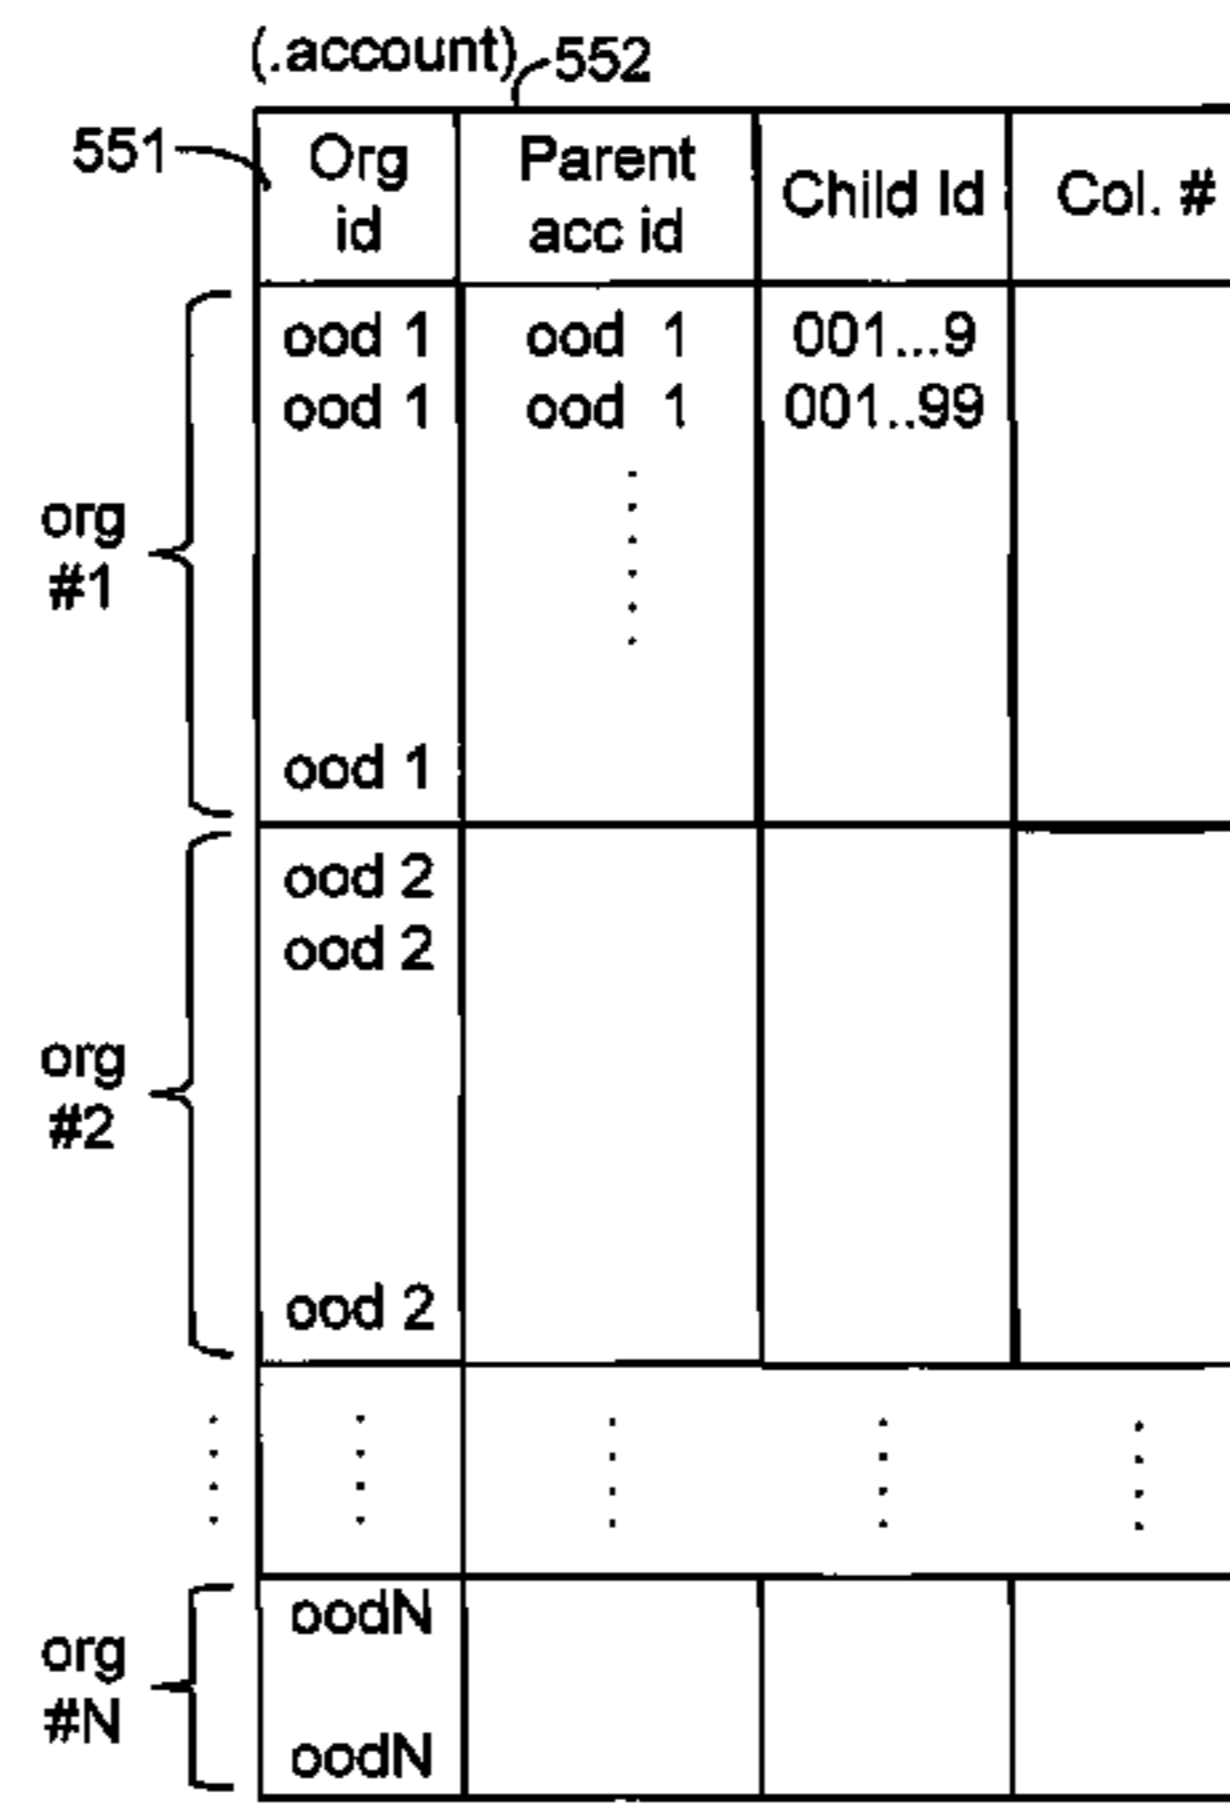 (.account) 552
551
Org id
Parent acc id
Child Id
Col. #
ood 1 ood 1 001...9
ood 1 ood 1 001..99
org #1
ood 1
ood 2
ood 2
org #2
ood 2
oodN
org #N
oodN